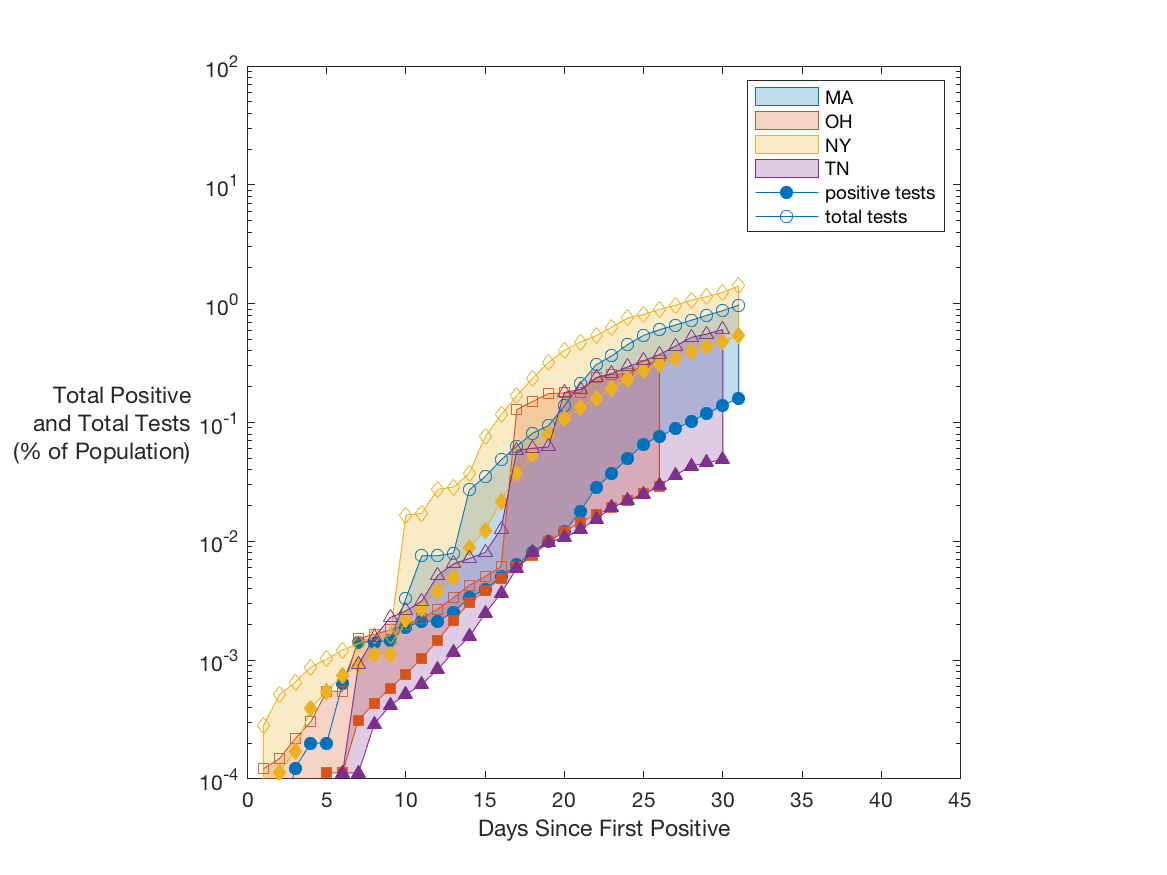 10^2
10^1
10^0
10^-1
10^-2
10^-3
10^-4
Total Positive
and Total Tests
(% of Population)
MA
OH
NY
TN
positive tests
total tests
0 5 10 15 20 25 30 35 40 45
Days Since First Positive